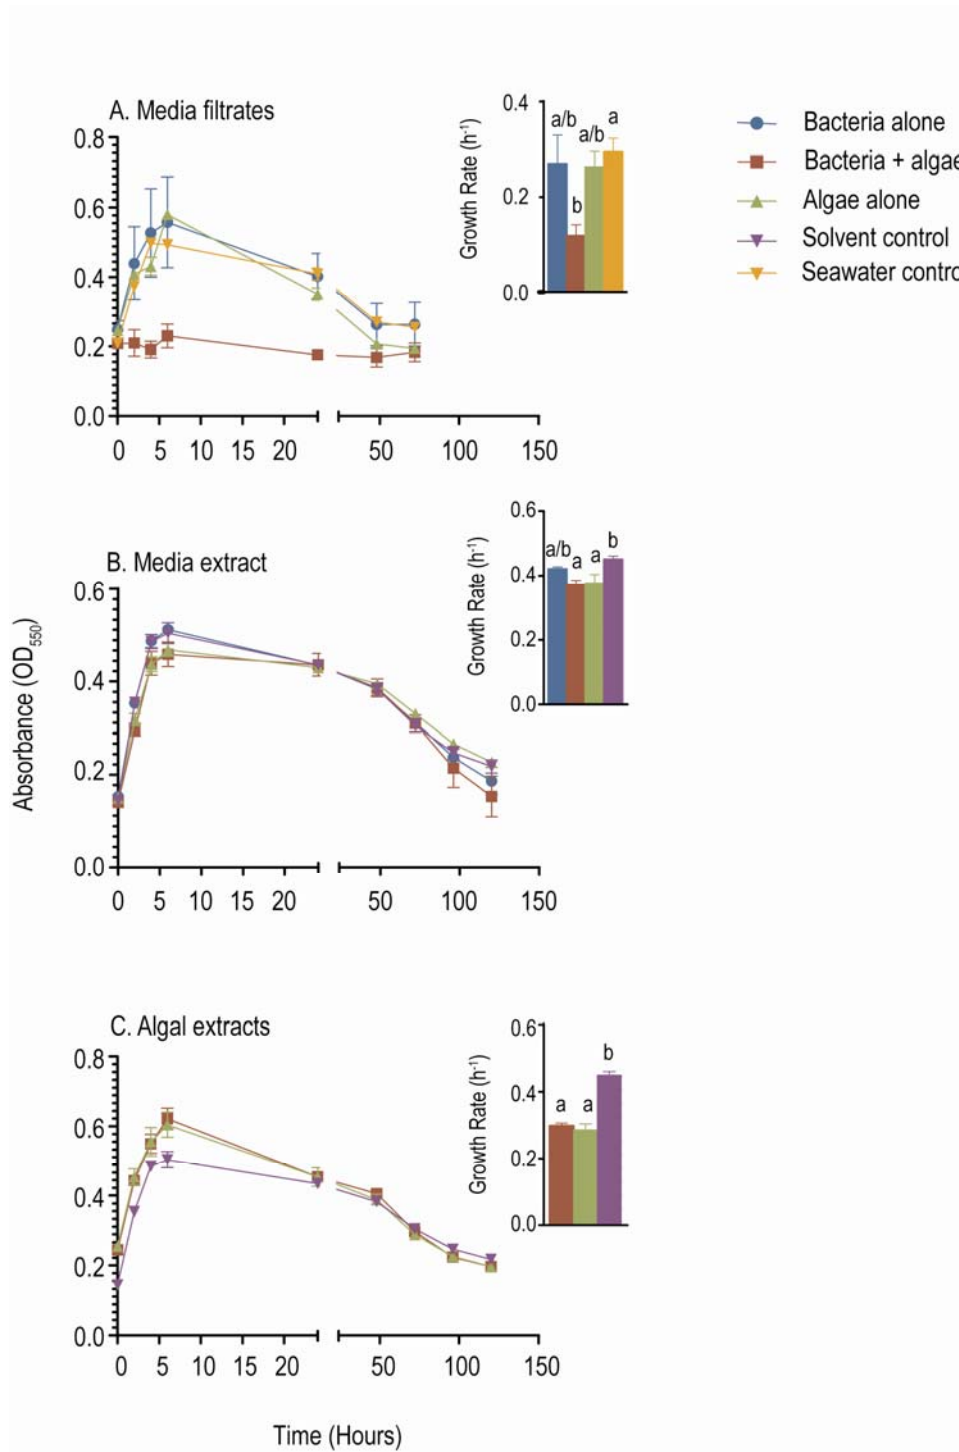 A. Media filtrates
0.8
0.6
0.4
0.2
0.0
0 5 10 15 20 50 100 150
Growth Rate (h-1)
0.4
0.2
0.0
a/b b a/b a
Bacteria alone
Bacteria + algae
Algae alone
Solvent control
Seawater contro
B. Media extract
0.6
0.4
0.2
0.0
0 5 10 15 20 50 100 150
Growth Rate (h-1)
0.6
0.4
0.2
0.0
a/b a a b
Absorbance (OD550)
C. Algal extracts
0.8
0.6
0.4
0.2
0.0
0 5 10 15 20 50 100 150
Growth Rate (h-1)
0.6
0.4
0.2
0.0
a a b
Time (Hours)